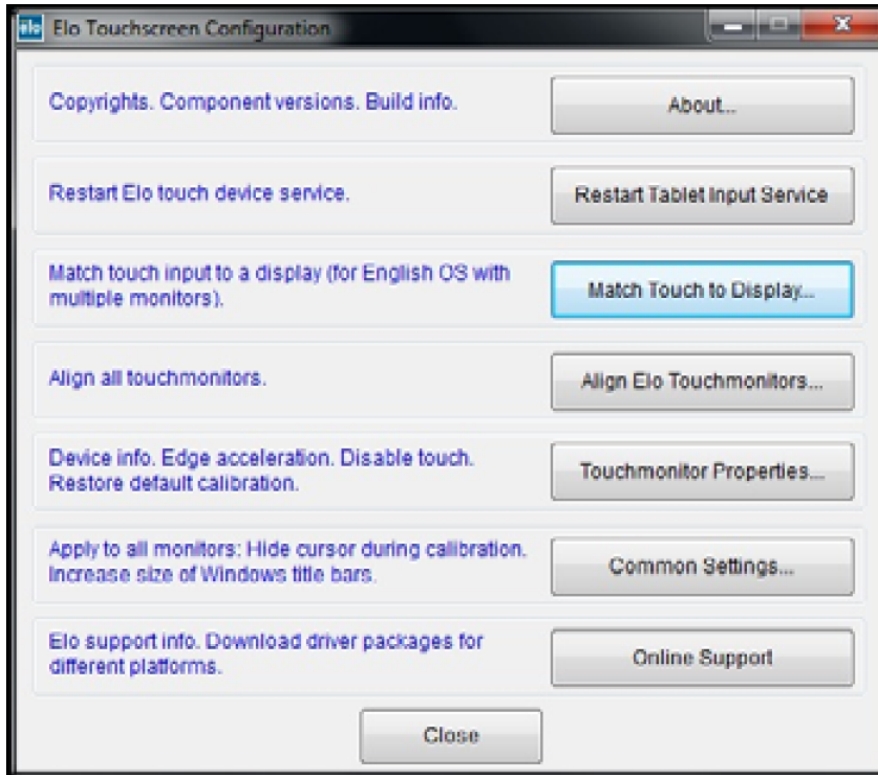 elo Elo Touchscreen Configuration
Copyrights. Component versions. Build info.
About...
Restart Elo touch device service.
Restart Tablet Input Service
Match touch input to a display (for English OS with
multiple monitors).
Match Touch to Display...
Align all touchmonitors.
Align Elo Touchmonitors...
Device info. Edge acceleration. Disable touch.
Restore default calibration.
Touchmonitor Properties...
Apply to all monitors: Hide cursor during calibration.
Increase size of Windows title bars.
Common Settings...
Elo support info. Download driver packages for
different platforms.
Online Support
Close